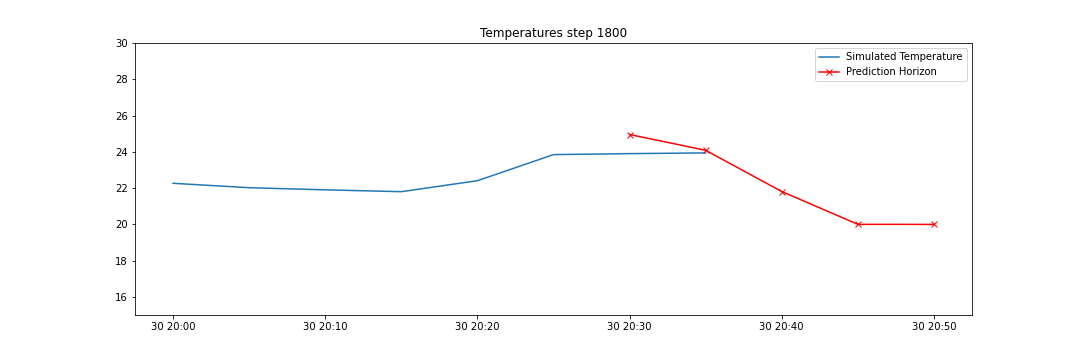 Temperatures step 1800
Simulated Temperature
Prediction Horizon
30
28
26
24
22
20
18
16
30 20:00 30 20:10 30 20:20 30 20:30 30 20:40 30 20:50